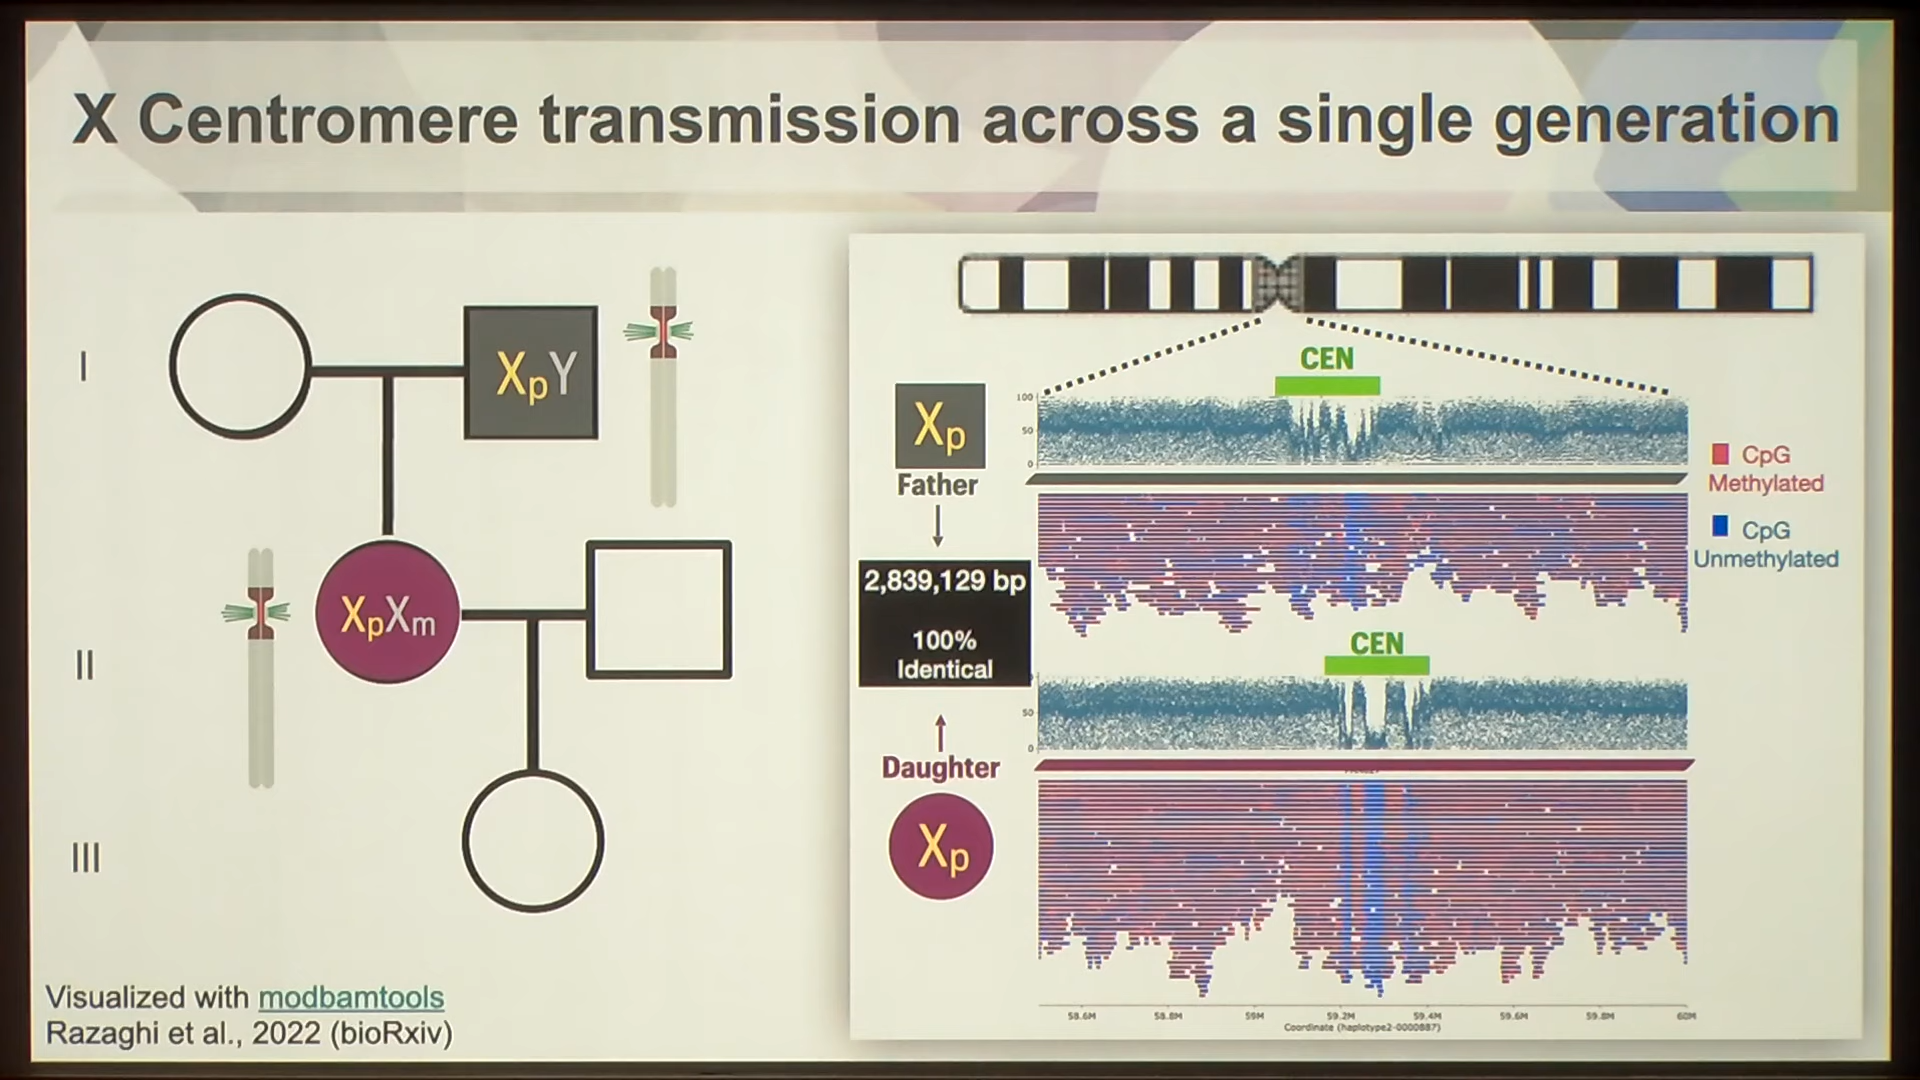 X Centromere transmission across a single generation
I
XpY
II
XpXm
III
Visualized with modbamtools
Razaghi et al., 2022 (bioRxiv)
CEN
Xp
Father
100
50
0
CpG
Methylated
CpG
Unmethylated
2,839,129 bp
100%
Identical
CEN
50
0
Daughter
Xp
58.6M 58.8M 59M 59.2M 59.4M 59.6M 59.8M 60M
Coordinate (haplotype2-0000887)